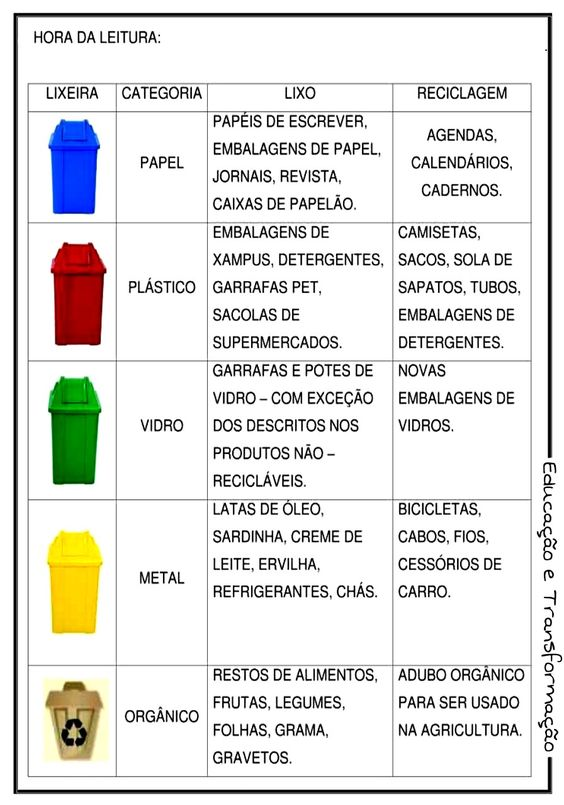 HORA DA LEITURA:
LIXEIRA CATEGORIA LIXO RECICLAGEM
PAPEL
PAPÉIS DE ESCREVER,
EMBALAGENS DE PAPEL,
JORNAIS, REVISTA,
CAIXAS DE PAPELÃO.
AGENDAS,
CALENDÁRIOS,
CADERNOS.
PLÁSTICO
EMBALAGENS DE
XAMPUS, DETERGENTES,
GARRAFAS PET,
SACOLAS DE
SUPERMERCADOS.
CAMISETAS,
SACOS, SOLA DE
SAPATOS, TUBOS,
EMBALAGENS DE
DETERGENTES.
VIDRO
GARRAFAS E POTES DE
VIDRO – COM EXCEÇÃO
DOS DESCRITOS NOS
PRODUTOS NÃO –
RECICLÁVEIS.
NOVAS
EMBALAGENS DE
VIDROS.
METAL
LATAS DE ÓLEO,
SARDINHA, CREME DE
LEITE, ERVILHA,
REFRIGERANTES, CHÁS.
BICICLETAS,
CABOS, FIOS,
CESSÓRIOS DE
CARRO.
ORGÂNICO
RESTOS DE ALIMENTOS,
FRUTAS, LEGUMES,
FOLHAS, GRAMA,
GRAVETOS.
ADUBO ORGÂNICO
PARA SER USADO
NA AGRICULTURA.
Educação e Transformação